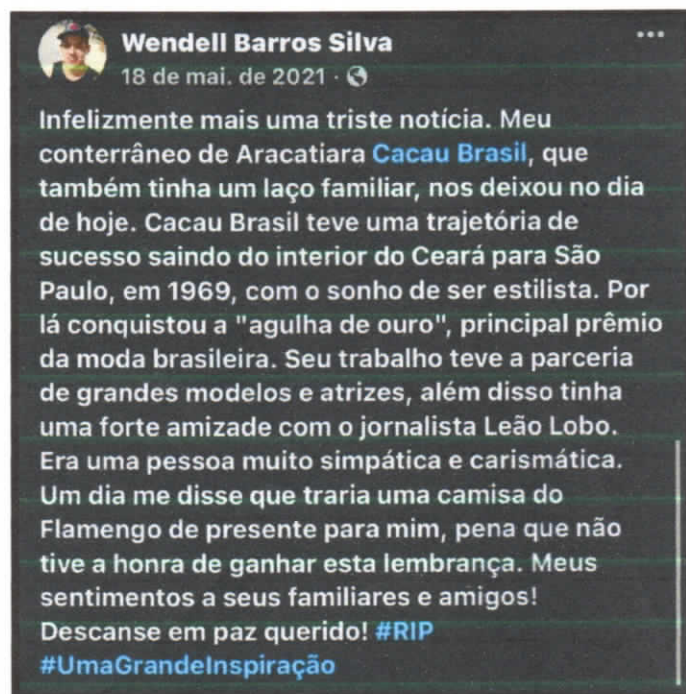 Wendell Barros Silva
18 de mai. de 2021 ·
Infelizmente mais uma triste notícia. Meu
conterrâneo de Aracatiara Cacau Brasil, que
também tinha um laço familiar, nos deixou no dia
de hoje. Cacau Brasil teve uma trajetória de
sucesso saindo do interior do Ceará para São
Paulo, em 1969, com o sonho de ser estilista. Por
lá conquistou a "agulha de ouro", principal prêmio
da moda brasileira. Seu trabalho teve a parceria
de grandes modelos e atrizes, além disso tinha
uma forte amizade com o jornalista Leão Lobo.
Era uma pessoa muito simpática e carismática.
Um dia me disse que traria uma camisa do
Flamengo de presente para mim, pena que não
tive a honra de ganhar esta lembrança. Meus
sentimentos a seus familiares e amigos!
Descanse em paz querido! #RIP
#UmaGrandeInspiração